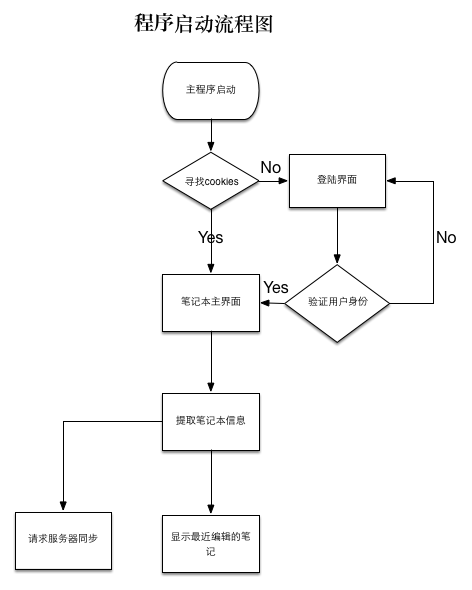 程序启动流程图
主程序启动
寻找cookies
No
登陆界面
Yes
No
笔记本主界面
Yes
验证用户身份
提取笔记本信息
请求服务器同步
显示最近编辑的笔
记